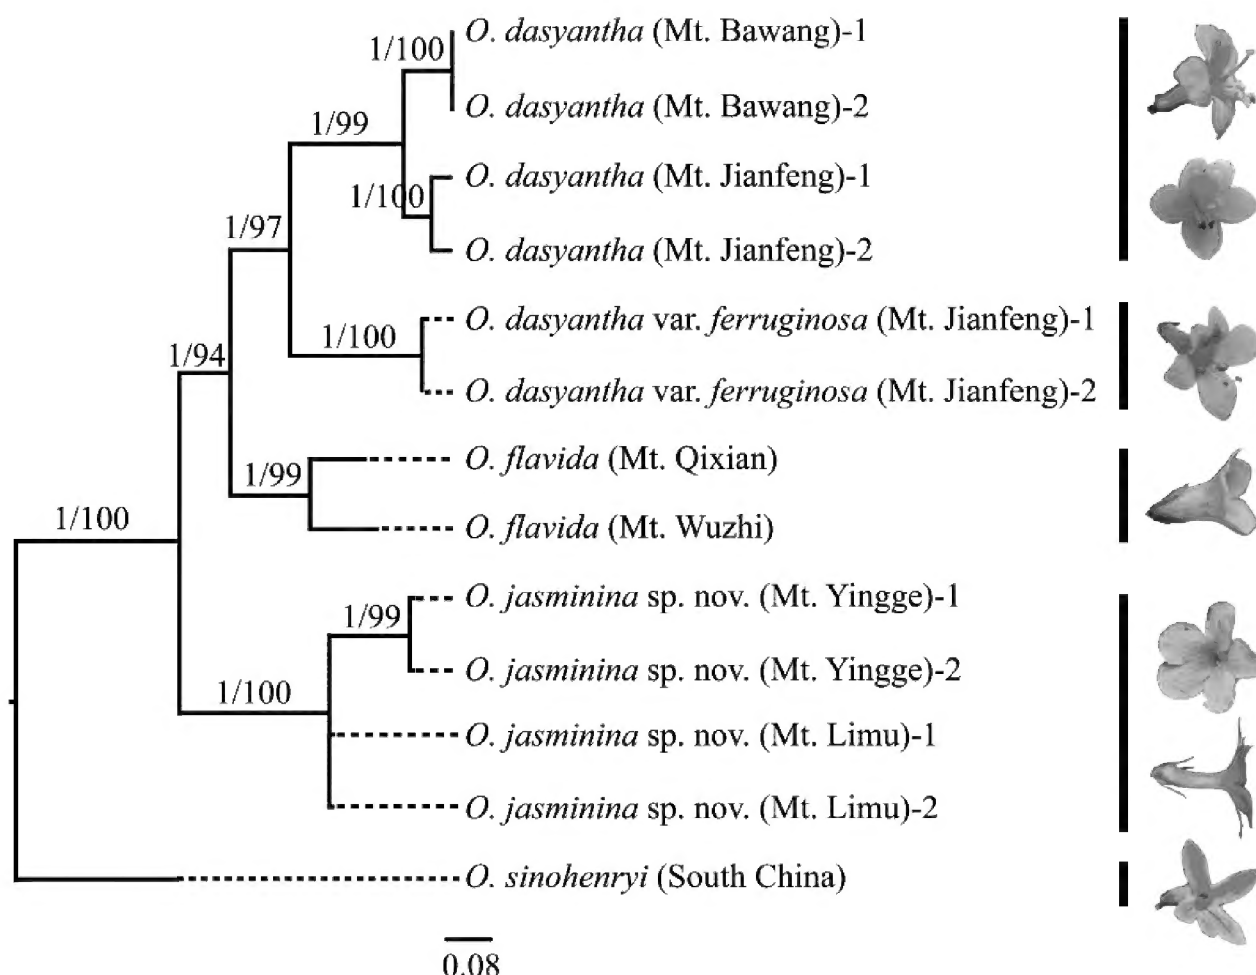 O. dasyantha (Mt. Bawang)-1
1/100
O. dasyantha (Mt. Bawang)-2
1/99
O. dasyantha (Mt. Jianfeng)-1
1/100
1/97
O. dasyantha (Mt. Jianfeng)-2
O. dasyantha var. ferruginosa (Mt. Jianfeng)-1
1/100
1/94
O. dasyantha var. ferruginosa (Mt. Jianfeng)-2
O. flavida (Mt. Qixian)
1/99
1/100
O. flavida (Mt. Wuzhi)
O. jasminina sp. nov. (Mt. Yingge)-1
1/99
O. jasminina sp. nov. (Mt. Yingge)-2
1/100
O. jasminina sp. nov. (Mt. Limu)-1
O. jasminina sp. nov. (Mt. Limu)-2
O. sinohenryi (South China)
0.08